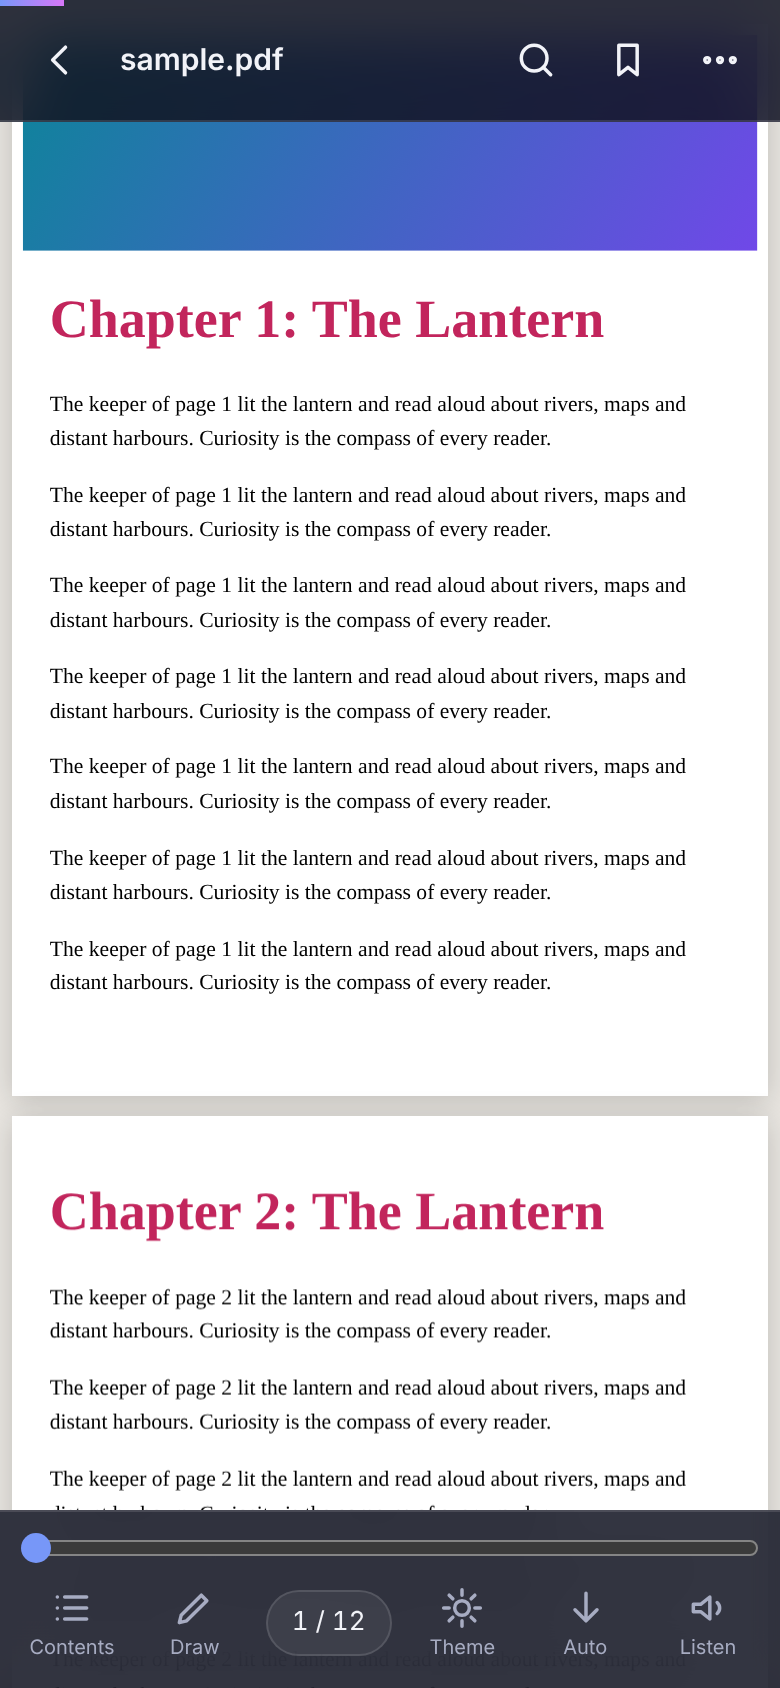 sample.pdf
Chapter 1: The Lantern
The keeper of page 1 lit the lantern and read aloud about rivers, maps and
distant harbours. Curiosity is the compass of every reader.
The keeper of page 1 lit the lantern and read aloud about rivers, maps and
distant harbours. Curiosity is the compass of every reader.
The keeper of page 1 lit the lantern and read aloud about rivers, maps and
distant harbours. Curiosity is the compass of every reader.
The keeper of page 1 lit the lantern and read aloud about rivers, maps and
distant harbours. Curiosity is the compass of every reader.
The keeper of page 1 lit the lantern and read aloud about rivers, maps and
distant harbours. Curiosity is the compass of every reader.
The keeper of page 1 lit the lantern and read aloud about rivers, maps and
distant harbours. Curiosity is the compass of every reader.
The keeper of page 1 lit the lantern and read aloud about rivers, maps and
distant harbours. Curiosity is the compass of every reader.
Chapter 2: The Lantern
The keeper of page 2 lit the lantern and read aloud about rivers, maps and
distant harbours. Curiosity is the compass of every reader.
The keeper of page 2 lit the lantern and read aloud about rivers, maps and
distant harbours. Curiosity is the compass of every reader.
The keeper of page 2 lit the lantern and read aloud about rivers, maps and
Contents Draw 1 / 12 Theme Auto Listen